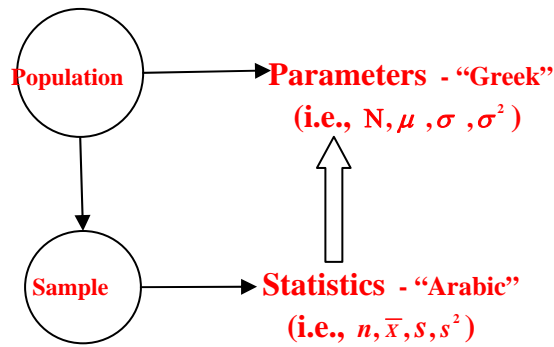 Population
Parameters - “Greek”
(i.e., N, μ , σ , σ² )
Sample
Statistics - “Arabic”
(i.e., n, x̅, s, s² )